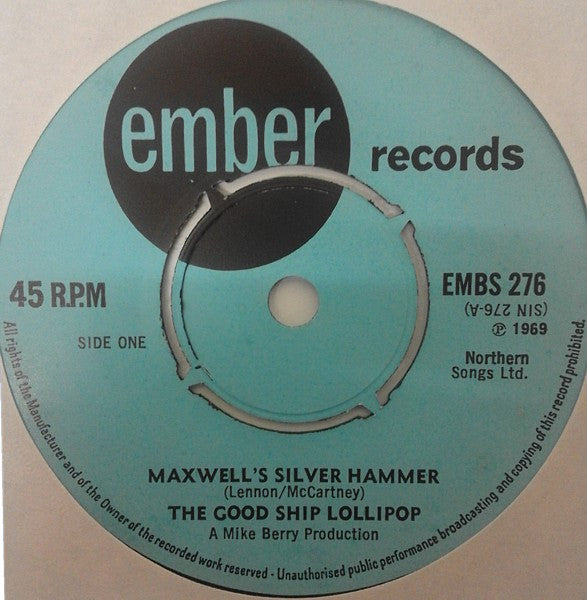 ember
records
45 R.P.M
SIDE ONE
EMBS 276
(SIN 276-A)
℗ 1969
Northern
Songs Ltd.
MAXWELL'S SILVER HAMMER
(Lennon/McCartney)
THE GOOD SHIP LOLLIPOP
A Mike Berry Production
All rights of the Manufacturer and of the Owner of the recorded work reserved - Unauthorised public performance broadcasting and copying of this record prohibited.